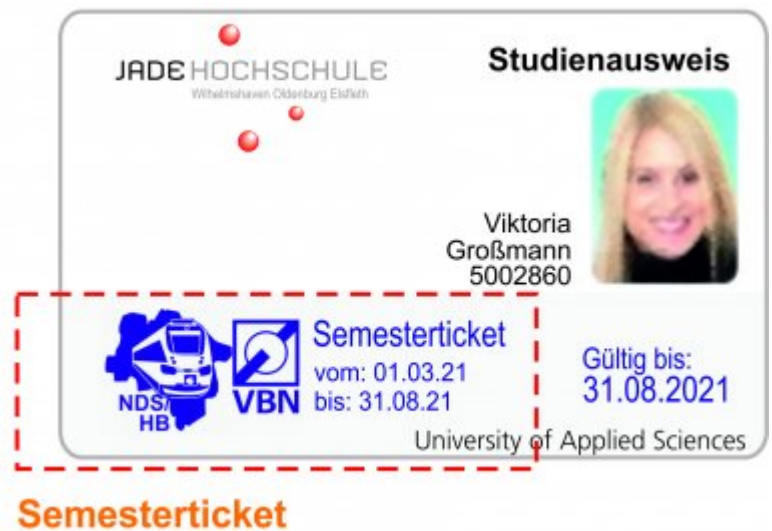 JADE HOCHSCHULE
Wilhelmshaven Oldenburg Elsfleth
Studienausweis
Viktoria
Großmann
5002860
NDS/
HB
VBN
Semesterticket
vom: 01.03.21
bis: 31.08.21
Gültig bis:
31.08.2021
University of Applied Sciences
Semesterticket